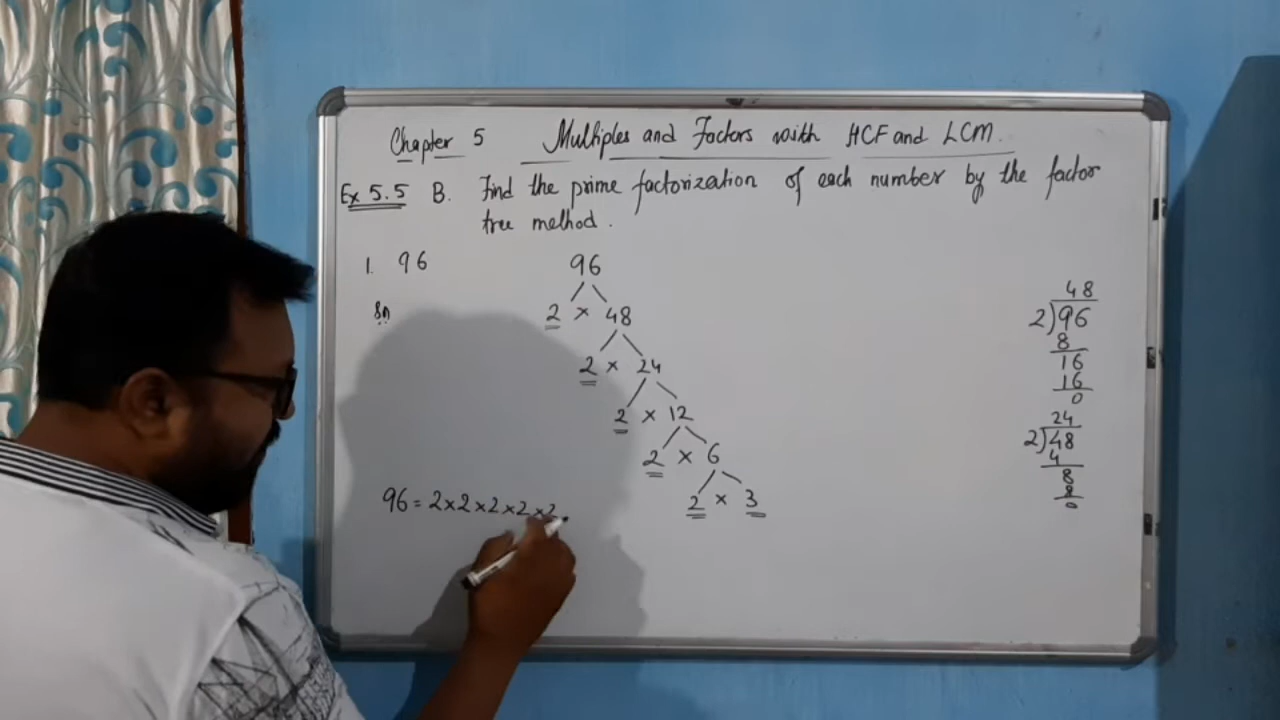 Chapter 5 Multiples and Factors with HCF and LCM.
Ex 5.5 B. Find the prime factorization of each number by the factor
tree method.
1. 96
Sn
96
2 × 48
2 × 24
2 × 12
2 × 6
2 × 3
96 = 2×2×2×2×2
48
2)96
8
16
16
0
24
2)48
4
8
8
0